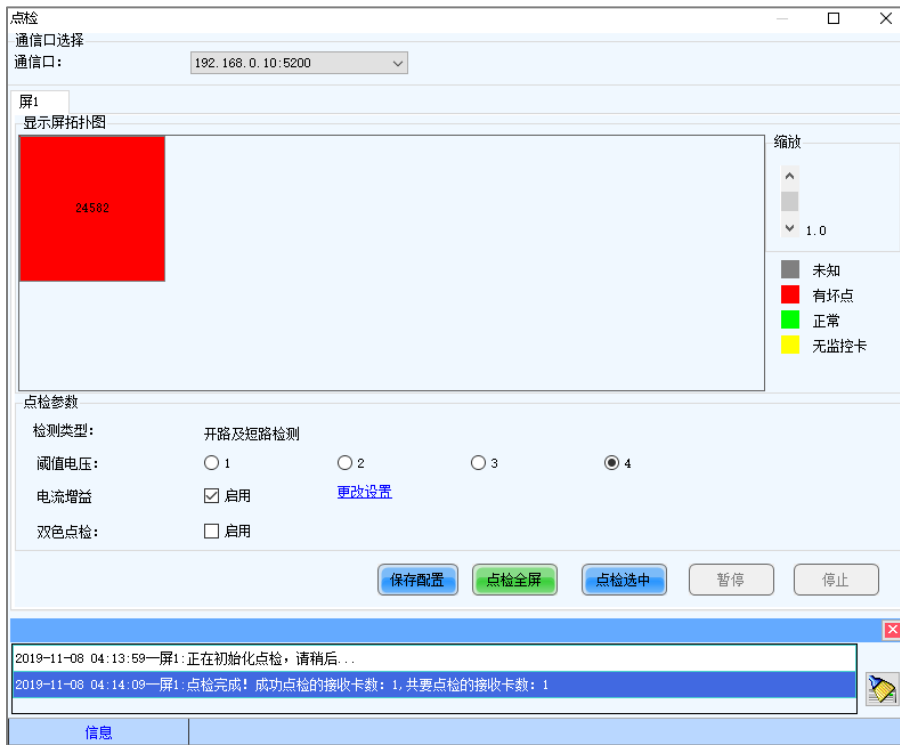 点检
通信口选择
通信口: 192.168.0.10:5200
屏1
显示屏拓扑图
24582
缩放
1.0
未知
有坏点
正常
无监控卡
点检参数
检测类型: 开路及短路检测
阈值电压: 1 2 3 4
电流增益 启用 更改设置
双色点检: 启用
保存配置 点检全屏 点检选中 暂停 停止
2019-11-08 04:13:59—屏1:正在初始化点检，请稍后...
2019-11-08 04:14:09—屏1:点检完成！成功点检的接收卡数：1,共要点检的接收卡数：1
信息